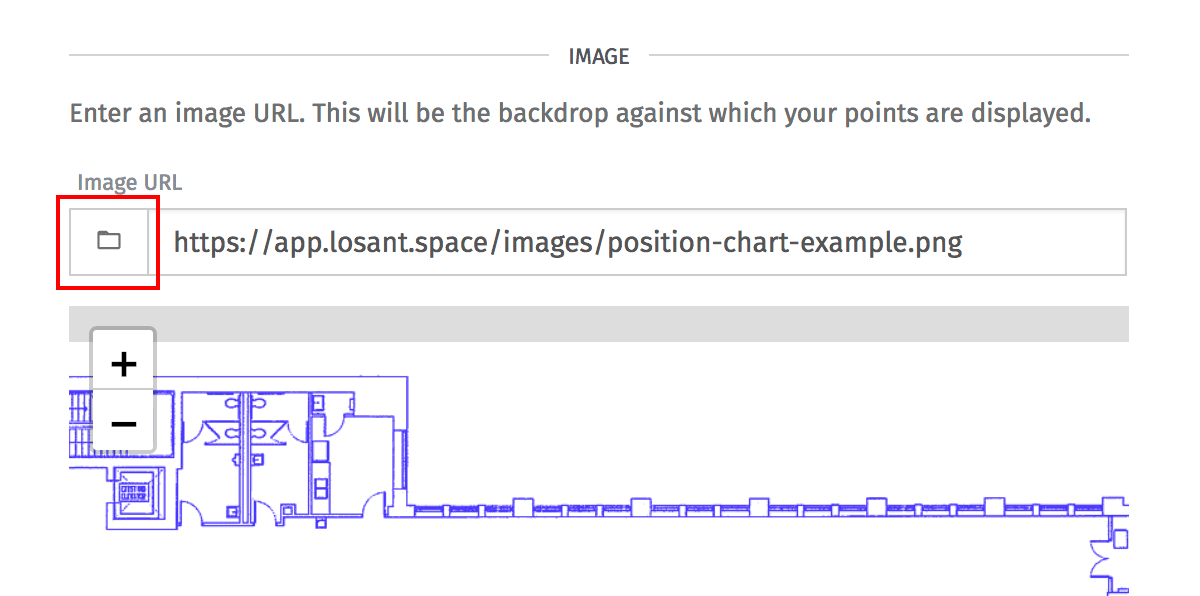 IMAGE
Enter an image URL. This will be the backdrop against which your points are displayed.
Image URL
https://app.losant.space/images/position-chart-example.png
+
−